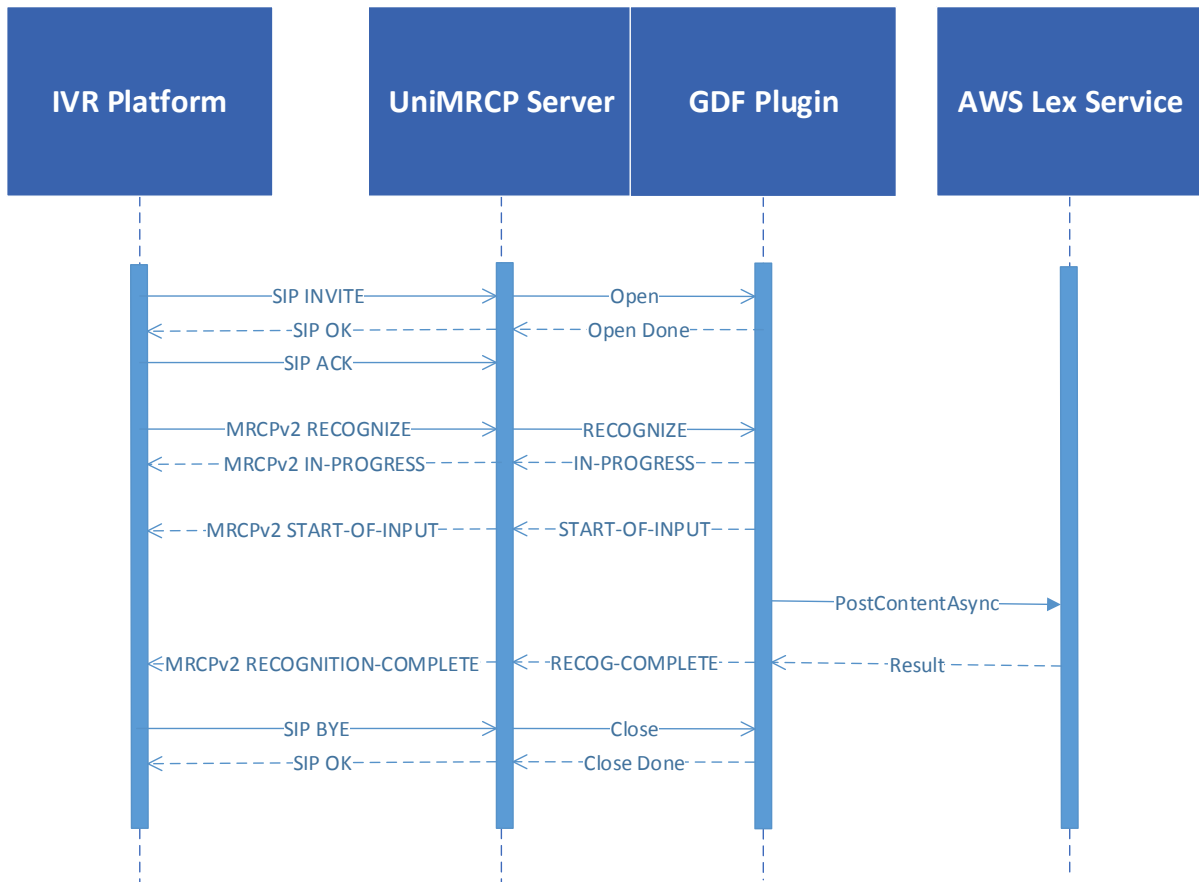 IVR Platform
UniMRCP Server
GDF Plugin
AWS Lex Service
SIP INVITE
Open
SIP OK
Open Done
SIP ACK
MRCPv2 RECOGNIZE
RECOGNIZE
MRCPv2 IN-PROGRESS
IN-PROGRESS
MRCPv2 START-OF-INPUT
START-OF-INPUT
PostContentAsync
MRCPv2 RECOGNITION-COMPLETE
RECOG-COMPLETE
Result
SIP BYE
Close
SIP OK
Close Done